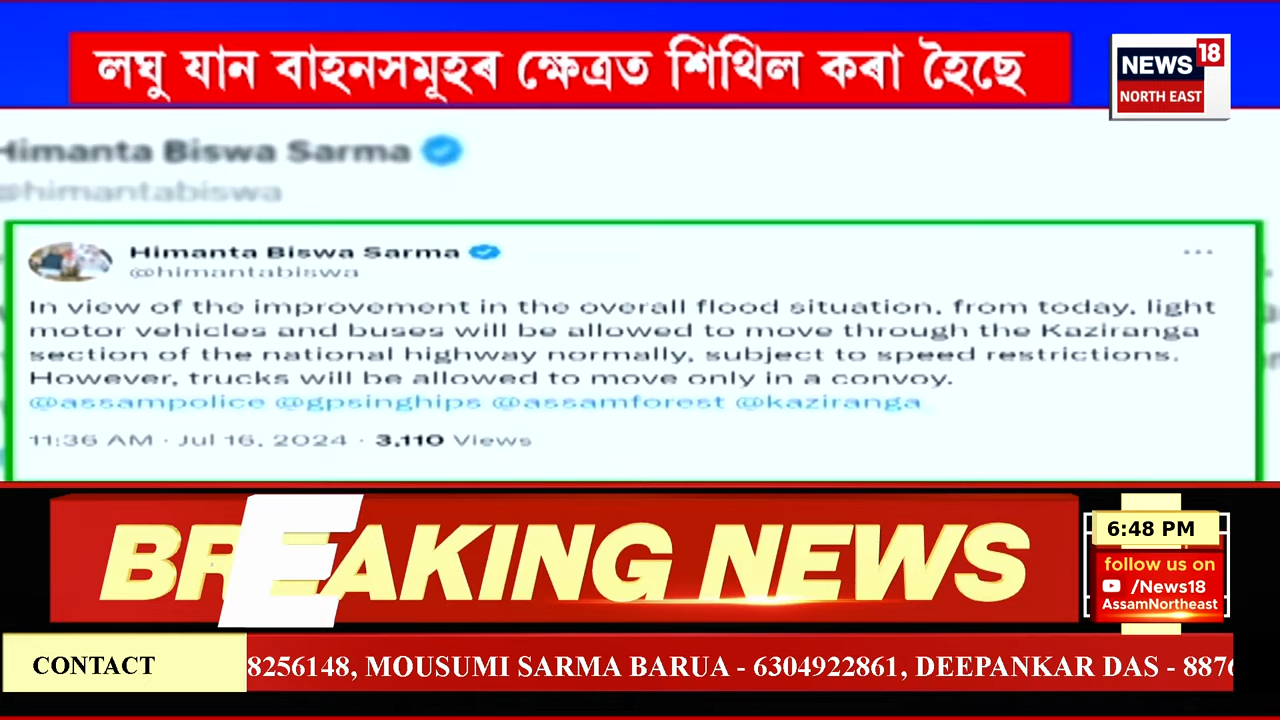 লঘু যান বাহনসমূহৰ ক্ষেত্ৰত শিথিল কৰা হৈছে
NEWS 18
NORTH EAST
Himanta Biswa Sarma
@himantabiswa
Himanta Biswa Sarma
@himantabiswa
In view of the improvement in the overall flood situation, from today, light
motor vehicles and buses will be allowed to move through the Kaziranga
section of the national highway normally, subject to speed restrictions.
However, trucks will be allowed to move only in a convoy.
@assampolice @gpsinghips @assamforest @kaziranga
11:36 AM · Jul 16, 2024 · 3,110 Views
BREAKING NEWS
6:48 PM
follow us on
/News18
AssamNortheast
CONTACT
8256148, MOUSUMI SARMA BARUA - 6304922861, DEEPANKAR DAS - 8876